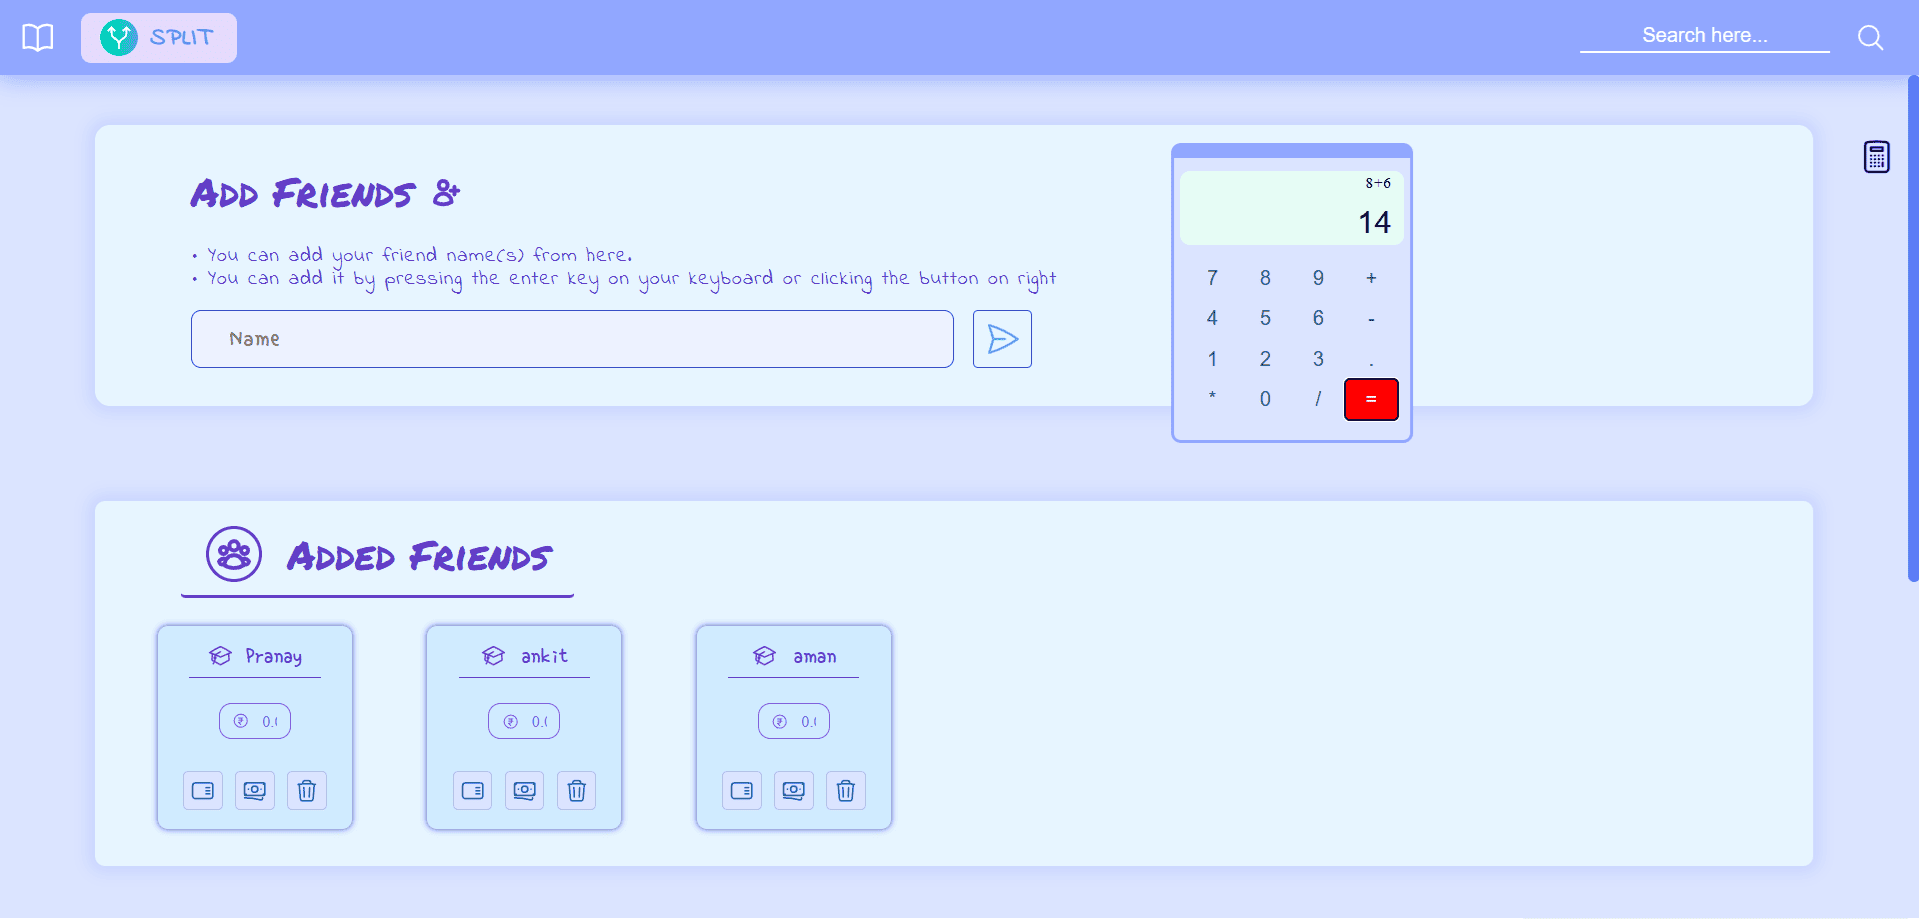 SPLIT
Search here...
Add Friends
• You can add your friend name(s) from here.
• You can add it by pressing the enter key on your keyboard or clicking the button on right
Name
8+6
14
7 8 9 +
4 5 6 -
1 2 3 .
* 0 / =
Added Friends
Pranay
ankit
aman
₹ 0.
₹ 0.
₹ 0.